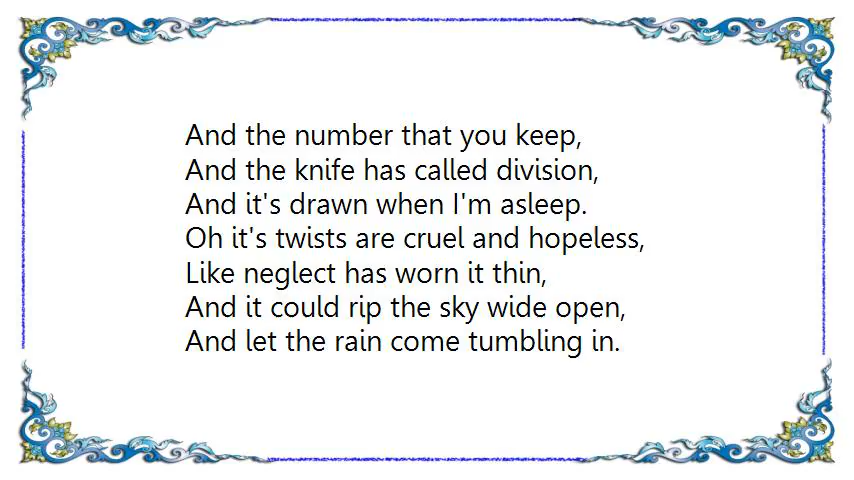 And the number that you keep,
And the knife has called division,
And it's drawn when I'm asleep.
Oh it's twists are cruel and hopeless,
Like neglect has worn it thin,
And it could rip the sky wide open,
And let the rain come tumbling in.